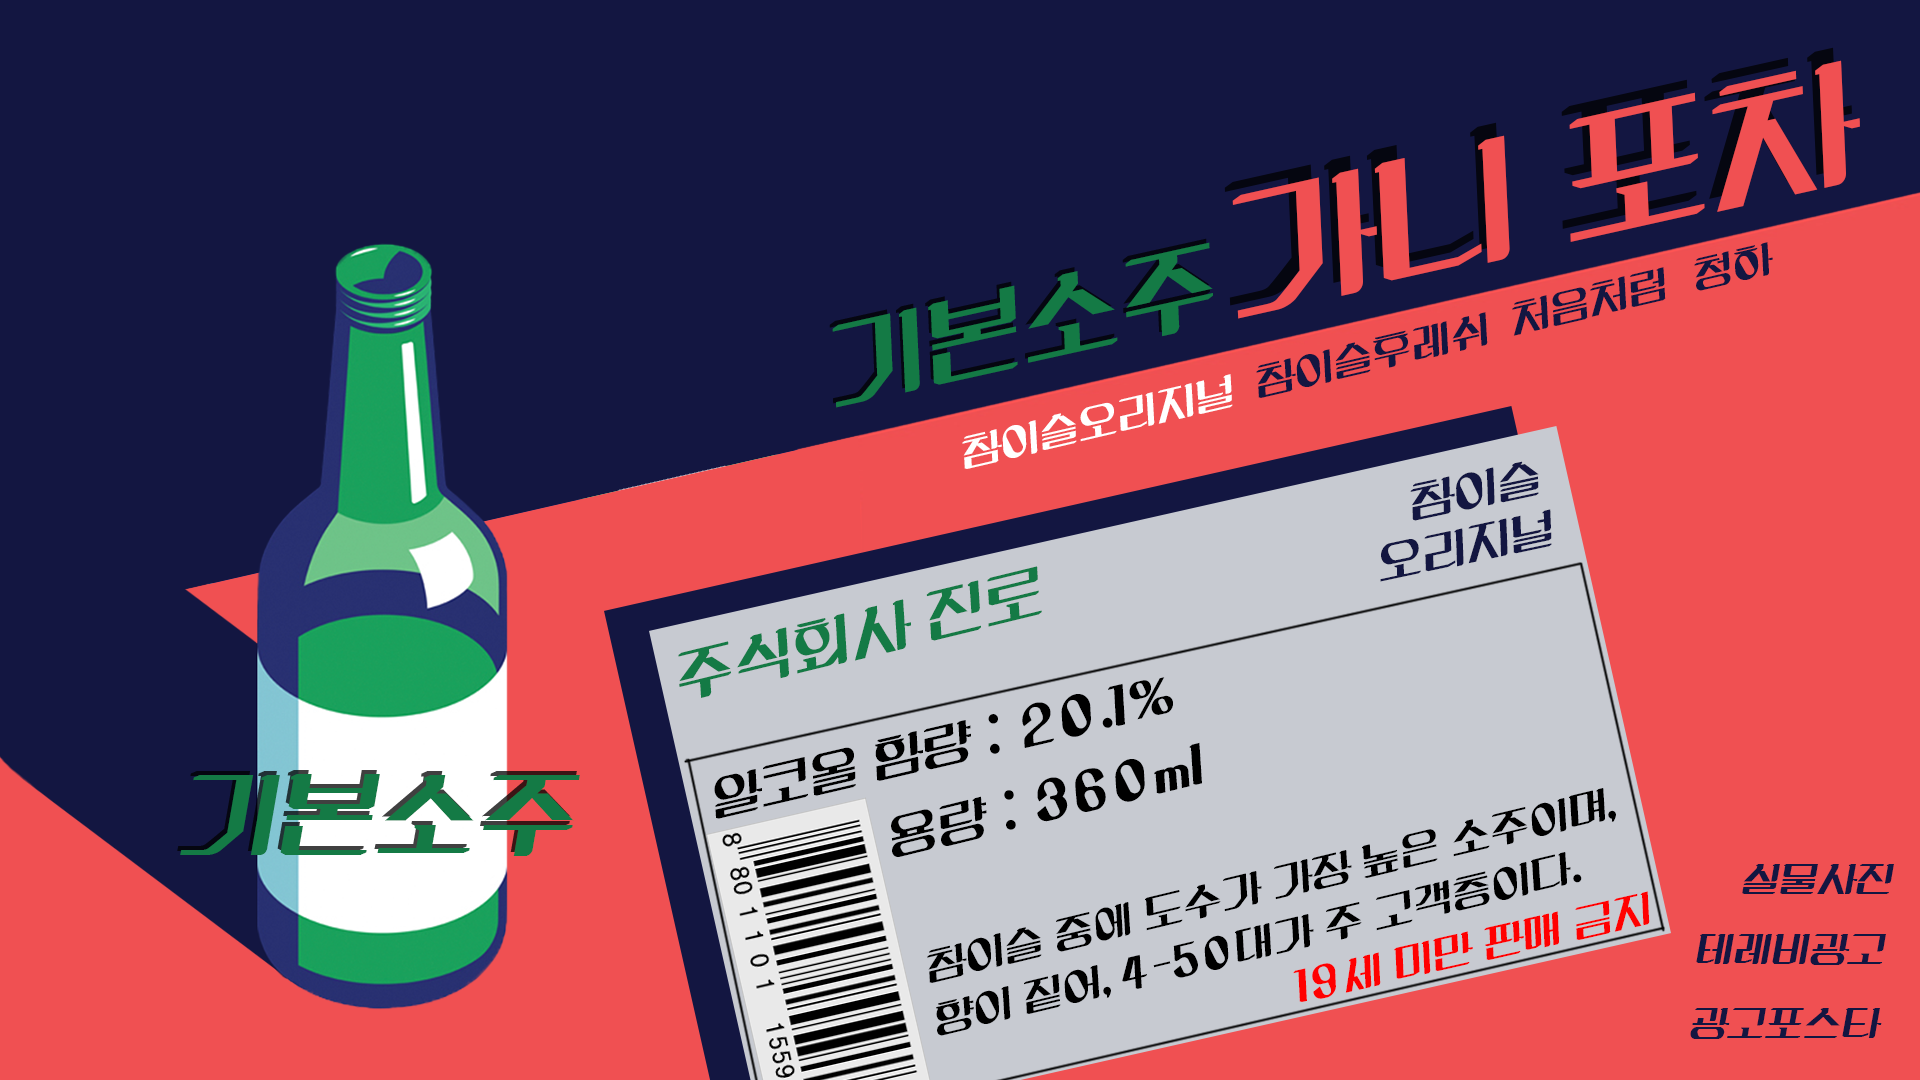 기본소주 개니 포차
참이슬오리지널 참이슬후레쉬 처음처럼 청하
참이슬
오리지널
주식회사 진로
알코올 함량 : 20.1%
용량 : 360ml
참이슬 중에 도수가 가장 높은 소주이며,
향이 짙어, 4-50대가 주 고객층이다.
19세 미만 판매 금지
8 801101 1559
기본소주
실물사진
테레비광고
광고포스타